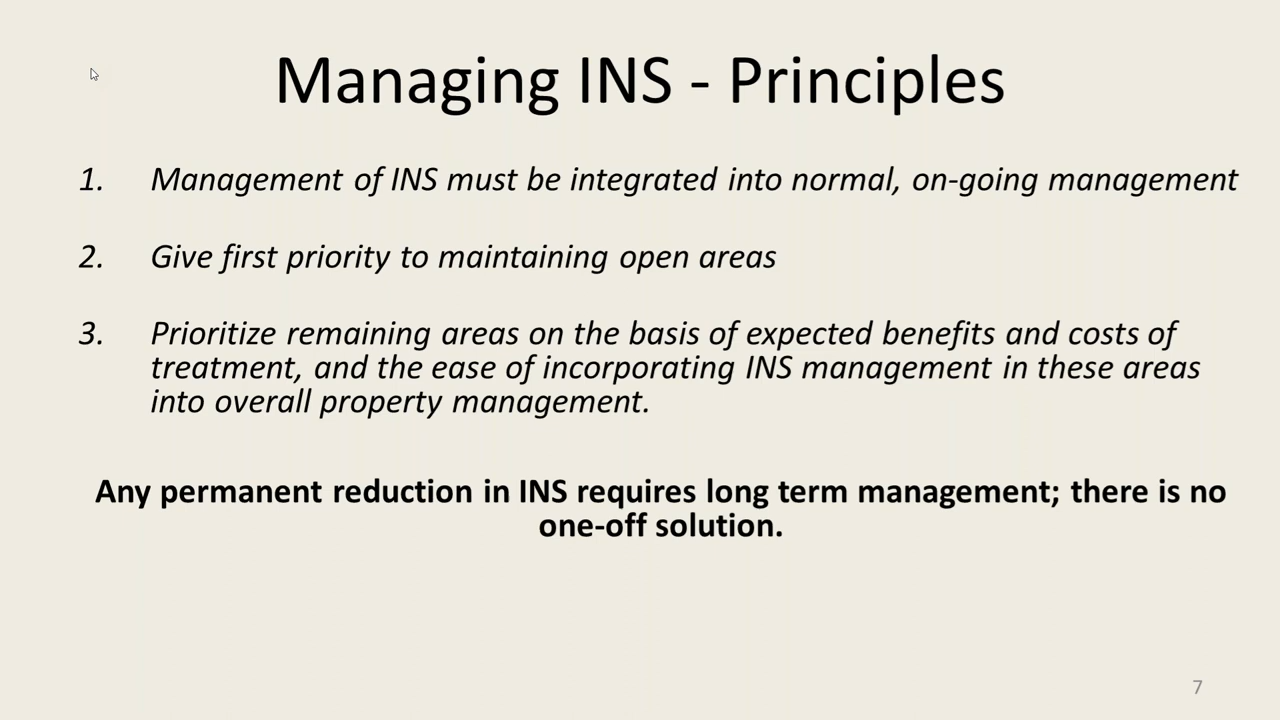 Managing INS - Principles
1. Management of INS must be integrated into normal, on-going management
2. Give first priority to maintaining open areas
3. Prioritize remaining areas on the basis of expected benefits and costs of
treatment, and the ease of incorporating INS management in these areas
into overall property management.
Any permanent reduction in INS requires long term management; there is no
one-off solution.
7